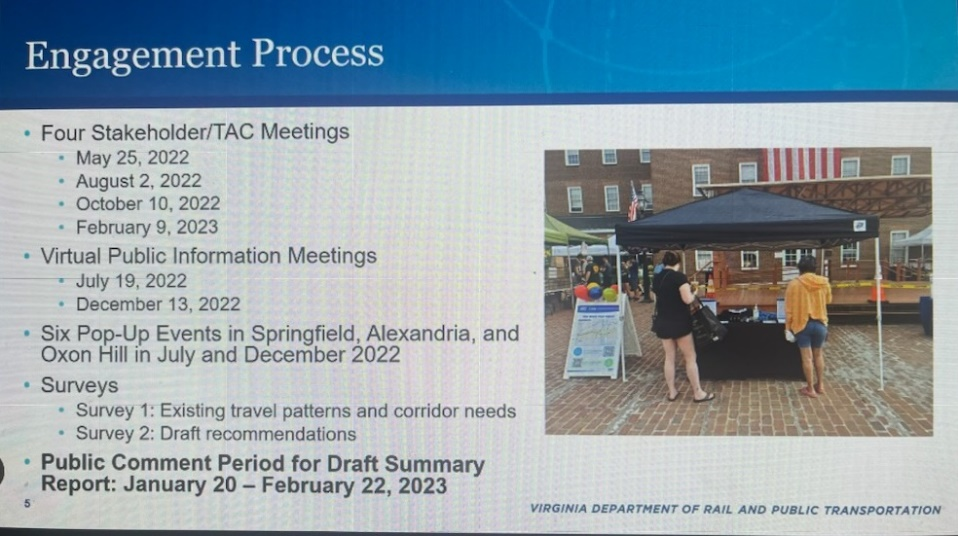 Engagement Process
• Four Stakeholder/TAC Meetings
• May 25, 2022
• August 2, 2022
• October 10, 2022
• February 9, 2023
• Virtual Public Information Meetings
• July 19, 2022
• December 13, 2022
• Six Pop-Up Events in Springfield, Alexandria, and
Oxon Hill in July and December 2022
• Surveys
• Survey 1: Existing travel patterns and corridor needs
• Survey 2: Draft recommendations
• Public Comment Period for Draft Summary
Report: January 20 – February 22, 2023
5
VIRGINIA DEPARTMENT OF RAIL AND PUBLIC TRANSPORTATION